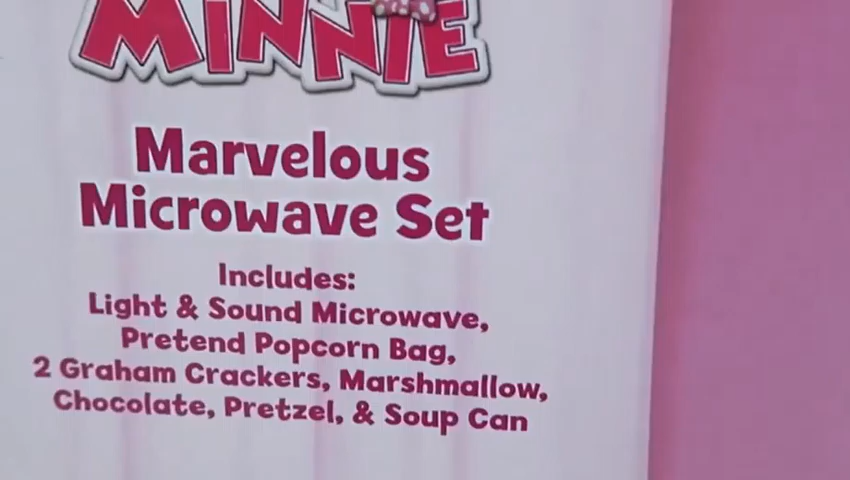 MINNIE
Marvelous
Microwave Set
Includes:
Light & Sound Microwave,
Pretend Popcorn Bag,
2 Graham Crackers, Marshmallow,
Chocolate, Pretzel, & Soup Can